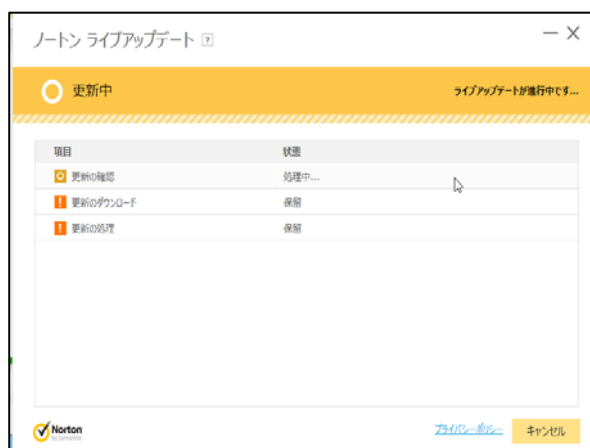 ノートン ライブアップデート ?
更新中
ライブアップデートが進行中です...
項目 状態
更新の確認 処理中...
更新のダウンロード 保留
更新の処理 保留
Norton
by Symantec
プライバシーポリシー キャンセル